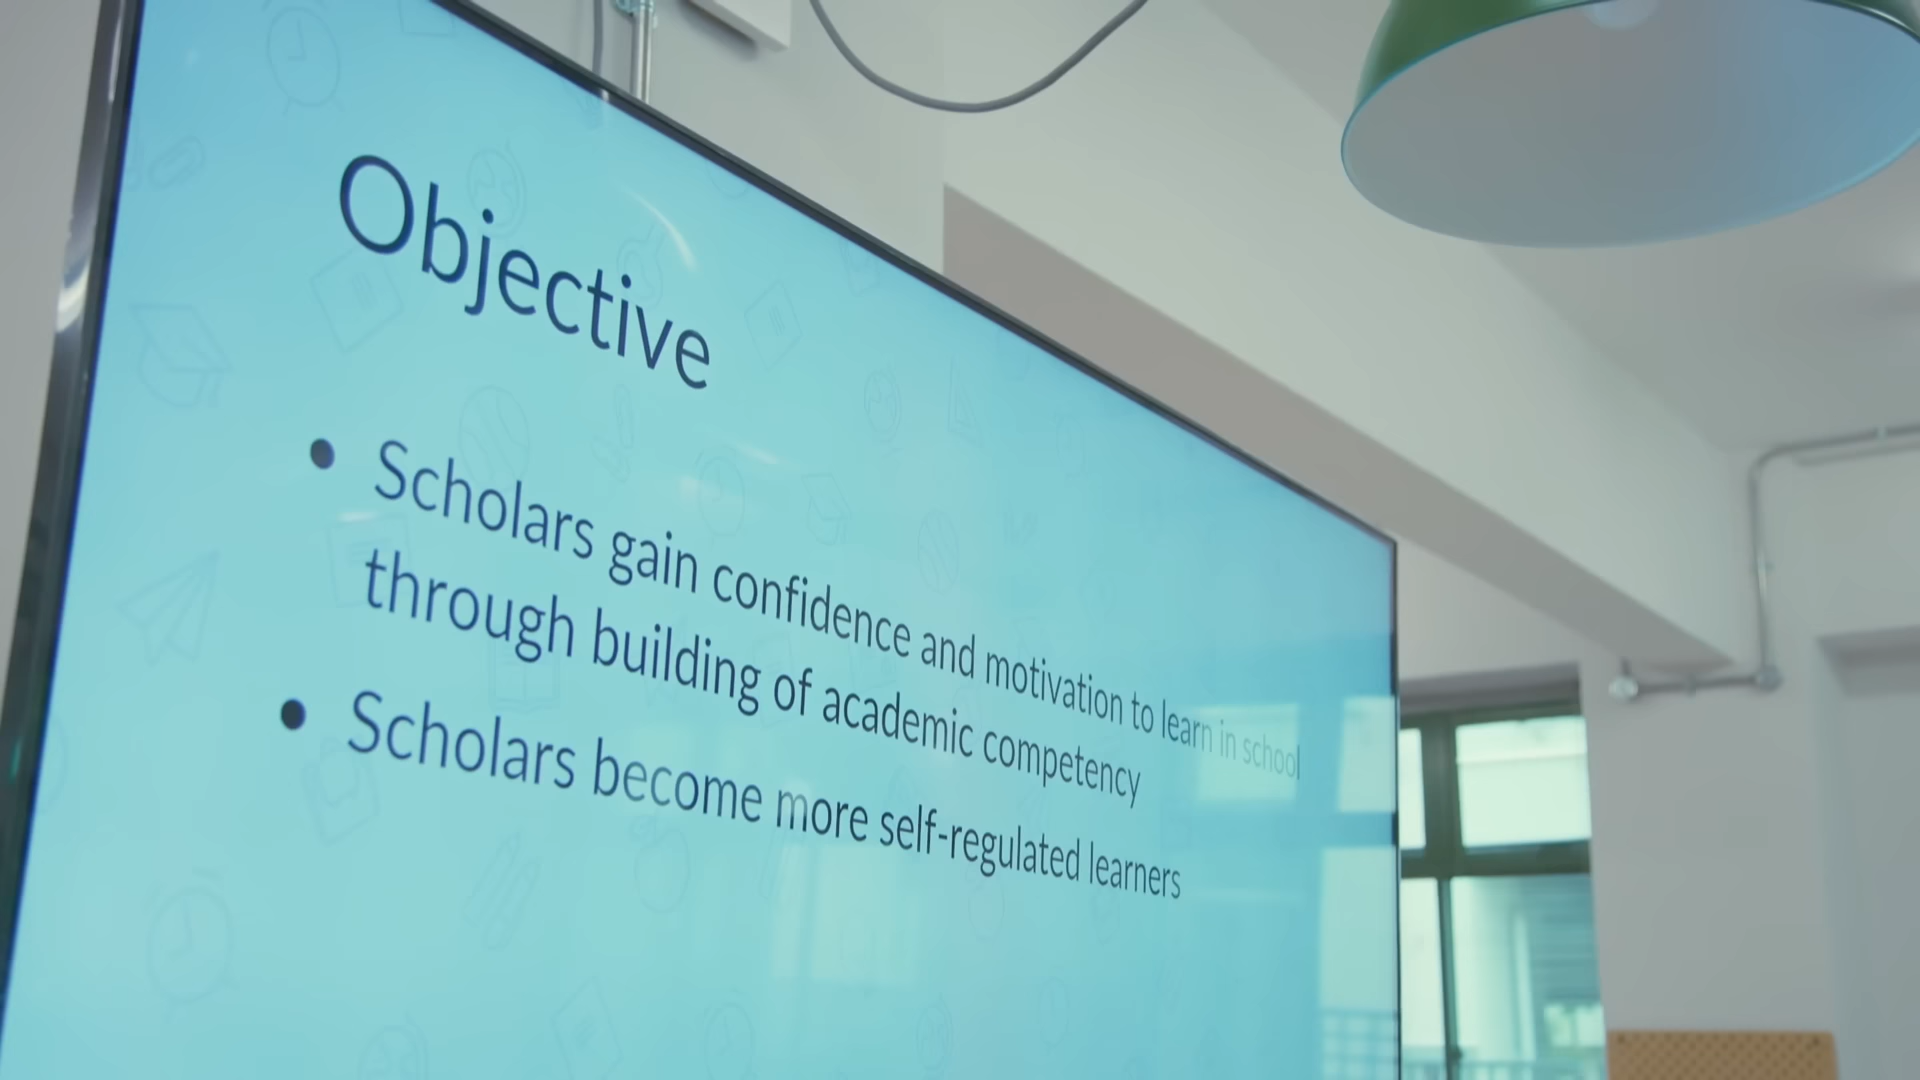 Objective
• Scholars gain confidence and motivation to learn in school
through building of academic competency
• Scholars become more self-regulated learners